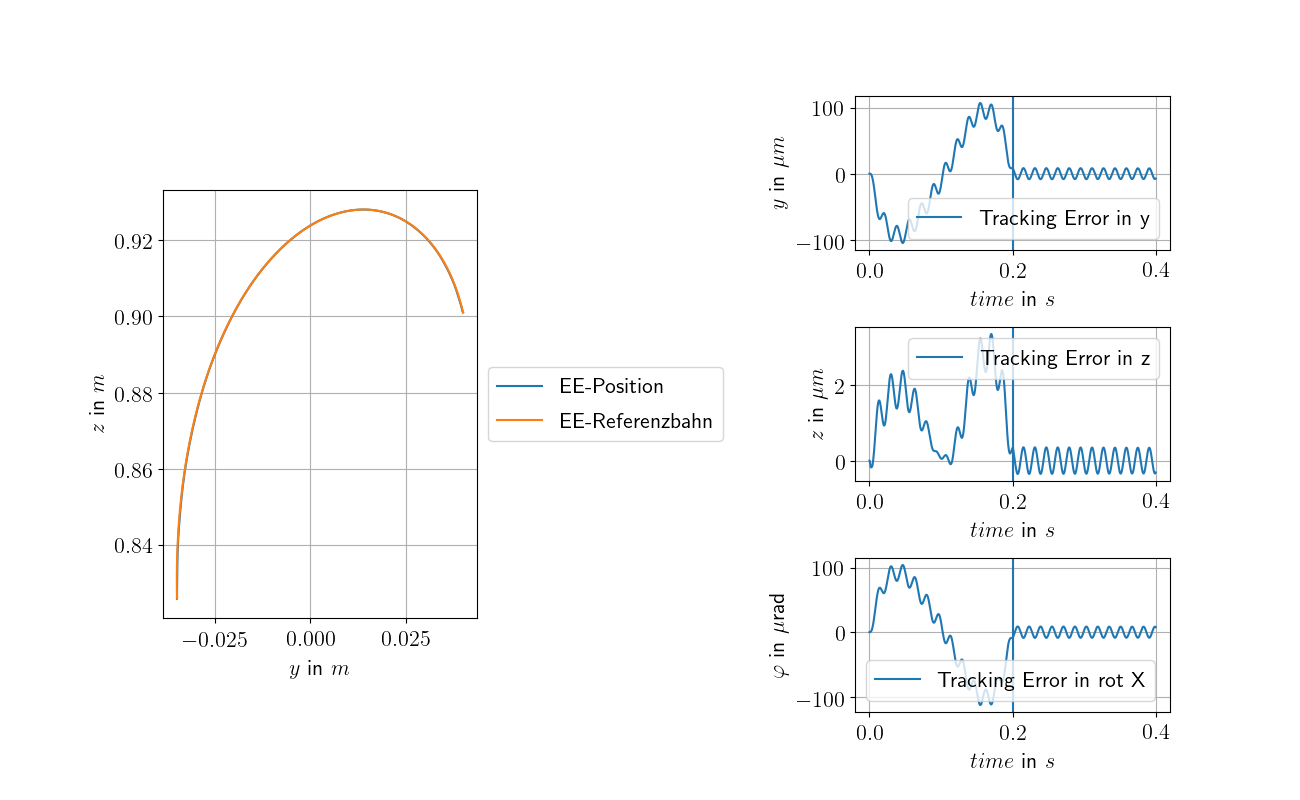 0.92
0.90
0.88
0.86
0.84
z in m
−0.025 0.000 0.025
y in m
EE-Position
EE-Referenzbahn
100
0
−100
y in μm
Tracking Error in y
0.0 0.2 0.4
time in s
2
0
z in μm
Tracking Error in z
0.0 0.2 0.4
time in s
100
0
−100
φ in μrad
Tracking Error in rot X
0.0 0.2 0.4
time in s